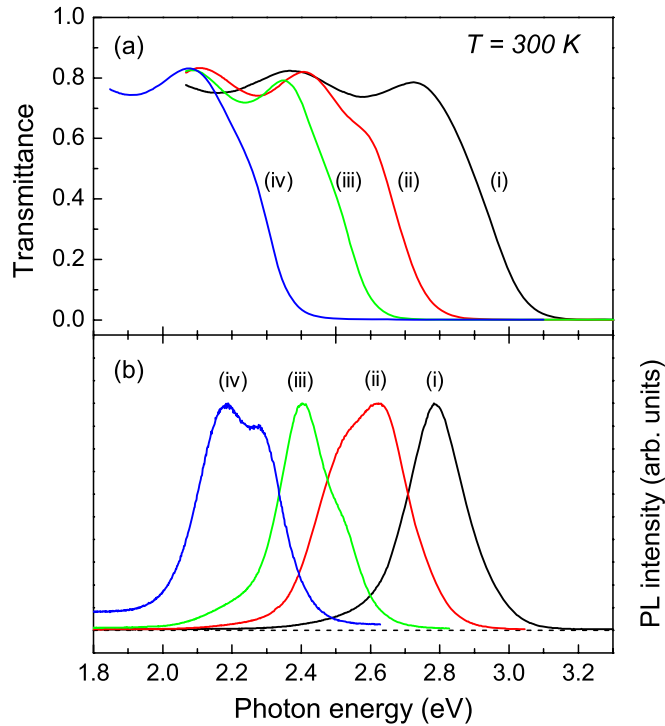 (a)
T = 300 K
1.0
0.8
0.6
0.4
0.2
0.0
Transmittance
(iv)
(iii)
(ii)
(i)
(b)
(iv)
(iii)
(ii)
(i)
PL intensity (arb. units)
1.8 2.0 2.2 2.4 2.6 2.8 3.0 3.2
Photon energy (eV)